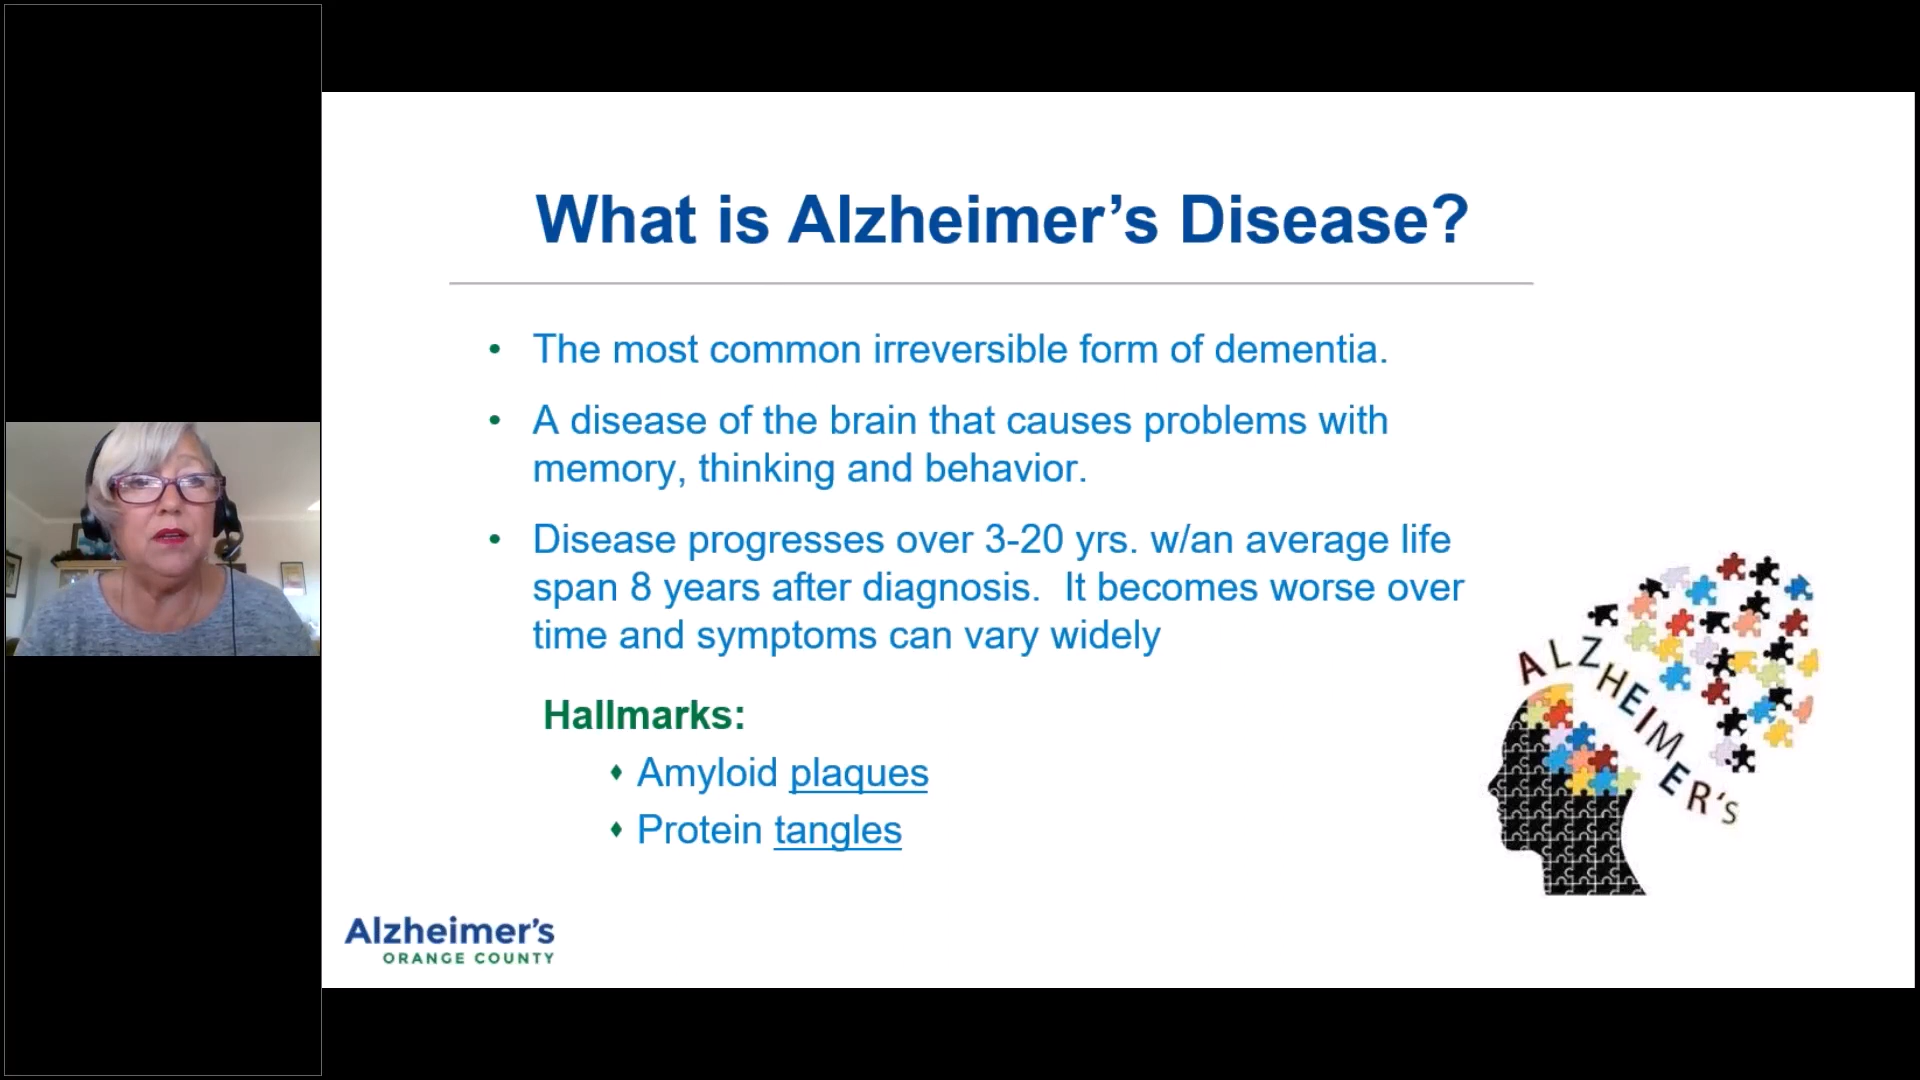 What is Alzheimer’s Disease?
• The most common irreversible form of dementia.
• A disease of the brain that causes problems with
memory, thinking and behavior.
• Disease progresses over 3-20 yrs. w/an average life
span 8 years after diagnosis.  It becomes worse over
time and symptoms can vary widely
Hallmarks:
♦ Amyloid plaques
♦ Protein tangles
ALZHEIMER'S
Alzheimer's
ORANGE COUNTY